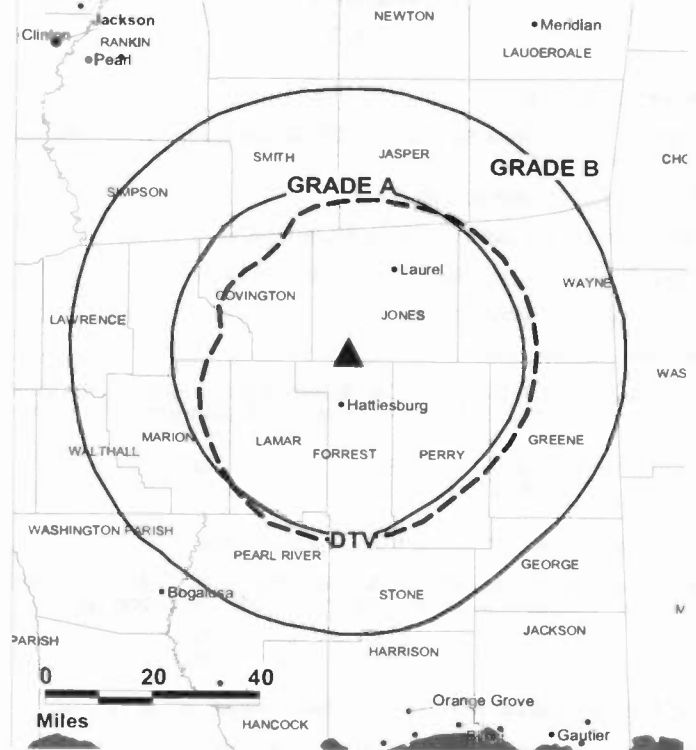 NEWTON
Jackson
Meridian
Clinton
RANKIN
Pearl
LAUDERDALE
SMITH
JASPER
GRADE B
CHO
GRADE A
SIMPSON
Laurel
WAYNE
COVINGTON
JONES
LAWRENCE
WAS
Hattiesburg
MARION
LAMAR
FORREST
PERRY
GREENE
WALTHALL
WASHINGTON PARISH
DTV
PEARL RIVER
GEORGE
Bogalusa
STONE
M
PARISH
JACKSON
HARRISON
0 20 40
Miles
Orange Grove
HANCOCK
Gautier